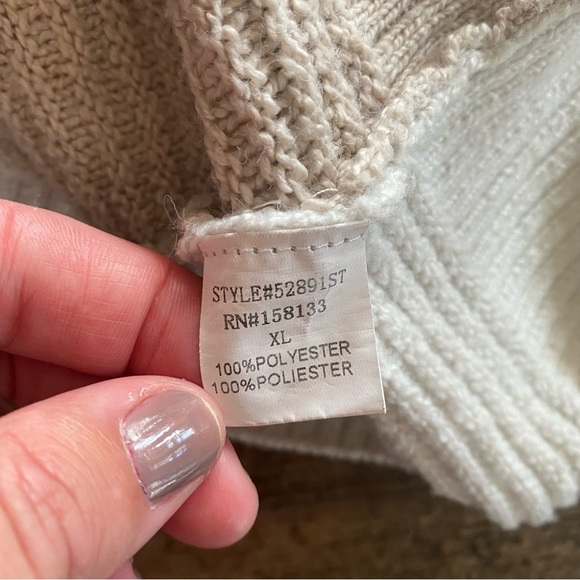 STYLE#52891ST
RN#158133
XL
100%POLYESTER
100%POLIESTER